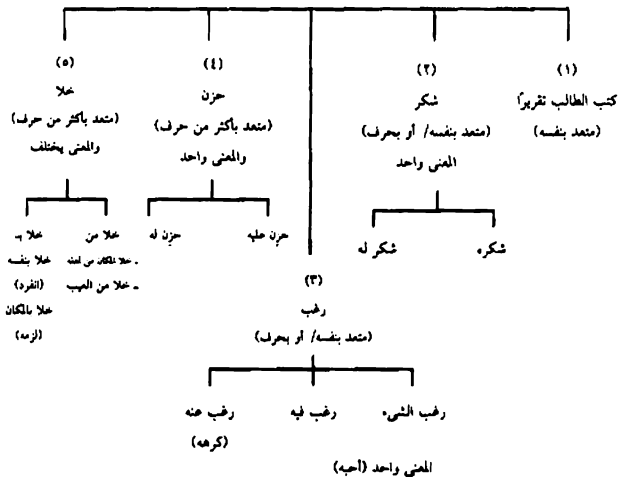 (١)
كتب الطالب تقريرًا
(متعد بنفسه)
(٢)
شكر
(متعد بنفسه/ أو بحرف)
المعنى واحد
شكره
شكر له
(٣)
رغب
(متعد بنفسه/ أو بحرف)
رغب الشيء
رغب فيه
رغب عنه
(كرهه)
المعنى واحد (أحبه)
(٤)
حزن
(متعد بأكثر من حرف)
والمعنى واحد
حزن عليه
حزن له
(٥)
خلا
(متعد بأكثر من حرف)
والمعنى يختلف
خلا من
ـ خلا المكان من أهله
ـ خلا من العيب
خلا بـ
خلا بنفسه
(انفرد)
خلا بالمكان
(لزمه)